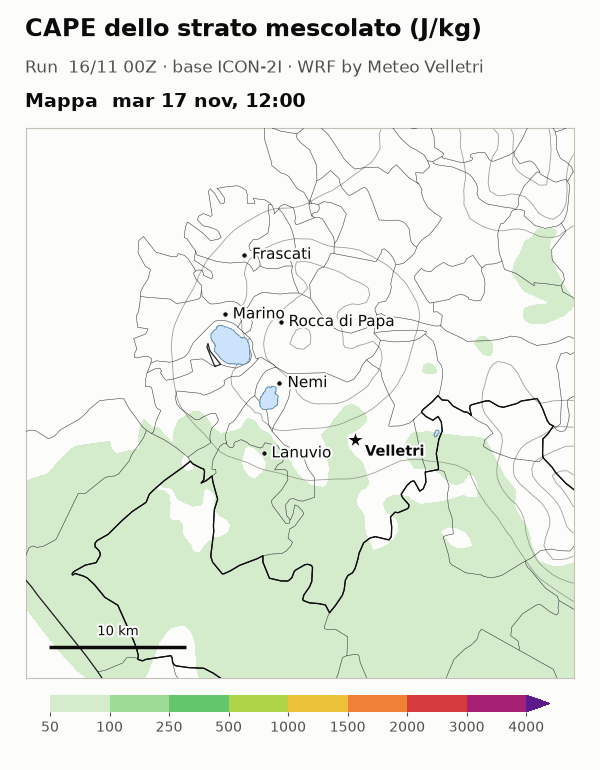 CAPE dello strato mescolato (J/kg)
Run  16/11 00Z · base ICON-2I · WRF by Meteo Velletri
Mappa  mar 17 nov, 12:00
Frascati
Marino
Rocca di Papa
Nemi
Velletri
Lanuvio
10 km
50 100 250 500 1000 1500 2000 3000 4000